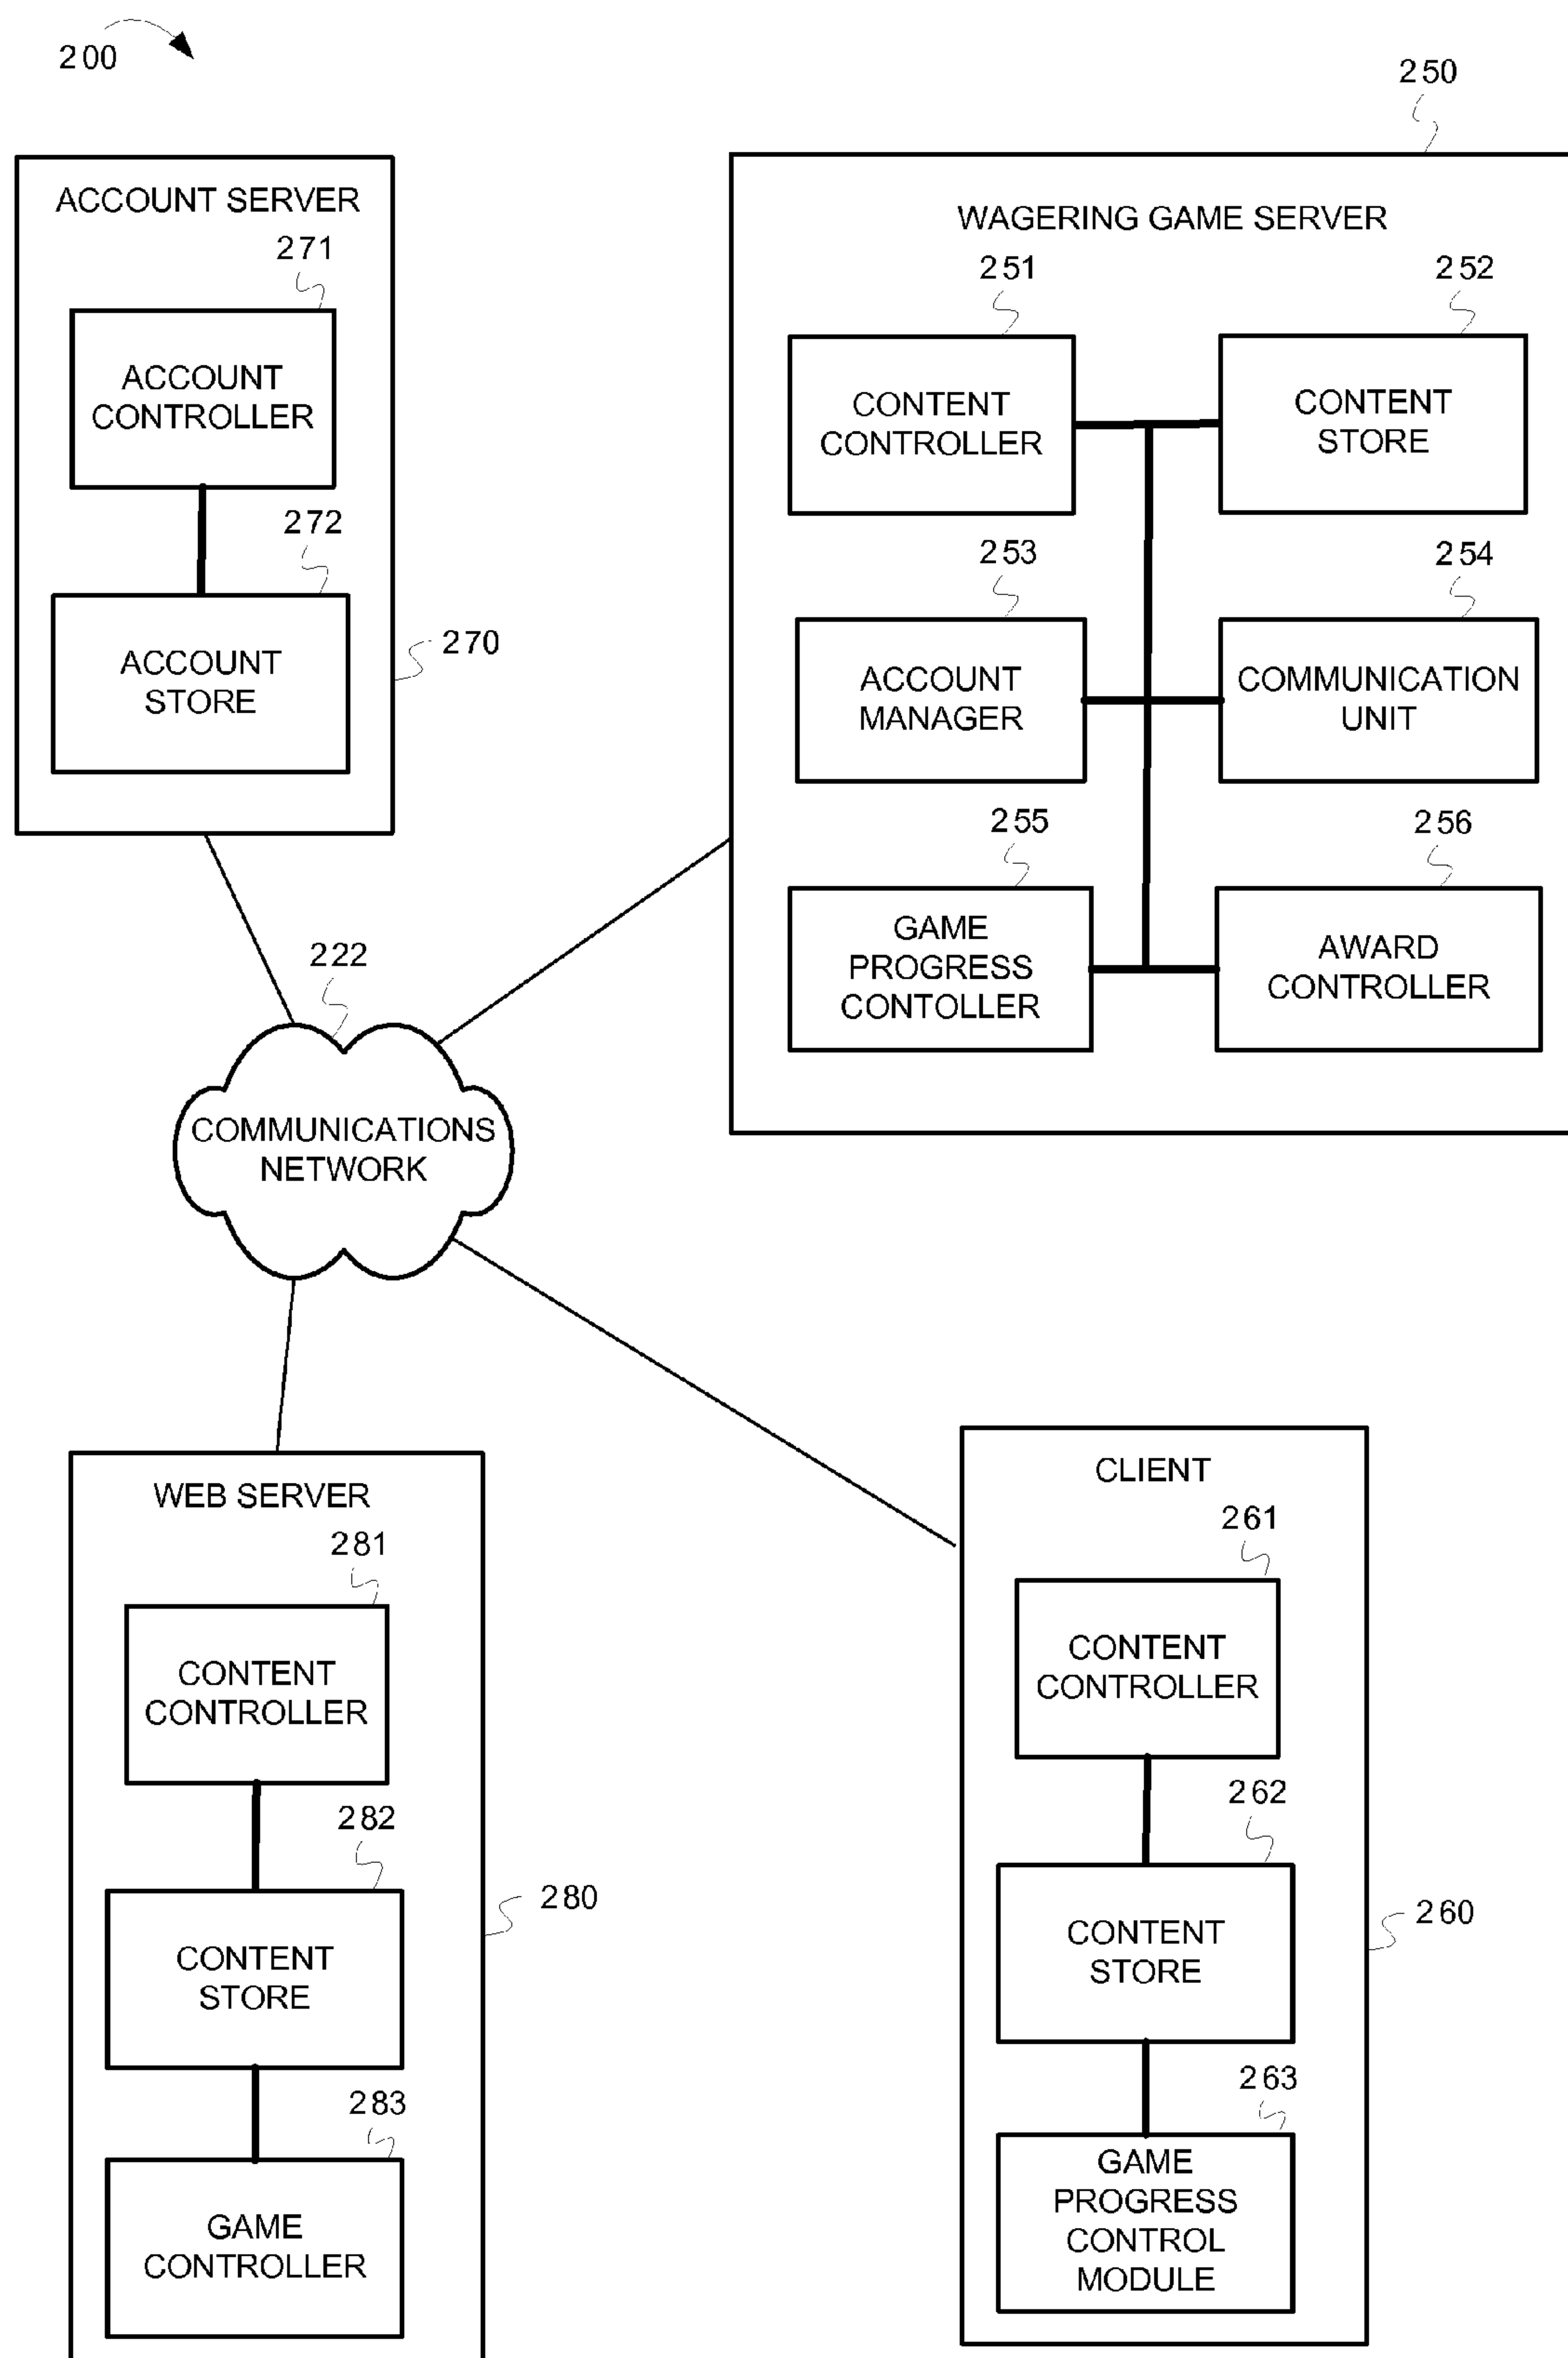 200
250
ACCOUNT SERVER
271
ACCOUNT
CONTROLLER
272
ACCOUNT
STORE
270
WAGERING GAME SERVER
251
CONTENT
CONTROLLER
252
CONTENT
STORE
253
ACCOUNT
MANAGER
254
COMMUNICATION
UNIT
255
GAME
PROGRESS
CONTOLLER
256
AWARD
CONTROLLER
222
COMMUNICATIONS
NETWORK
WEB SERVER
281
CONTENT
CONTROLLER
282
CONTENT
STORE
280
283
GAME
CONTROLLER
CLIENT
261
CONTENT
CONTROLLER
262
CONTENT
STORE
260
263
GAME
PROGRESS
CONTROL
MODULE